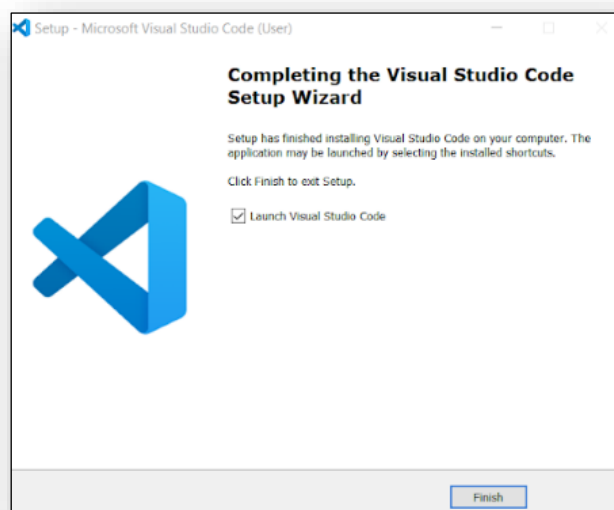 Setup - Microsoft Visual Studio Code (User)
Completing the Visual Studio Code
Setup Wizard
Setup has finished installing Visual Studio Code on your computer. The
application may be launched by selecting the installed shortcuts.
Click Finish to exit Setup.
Launch Visual Studio Code
Finish